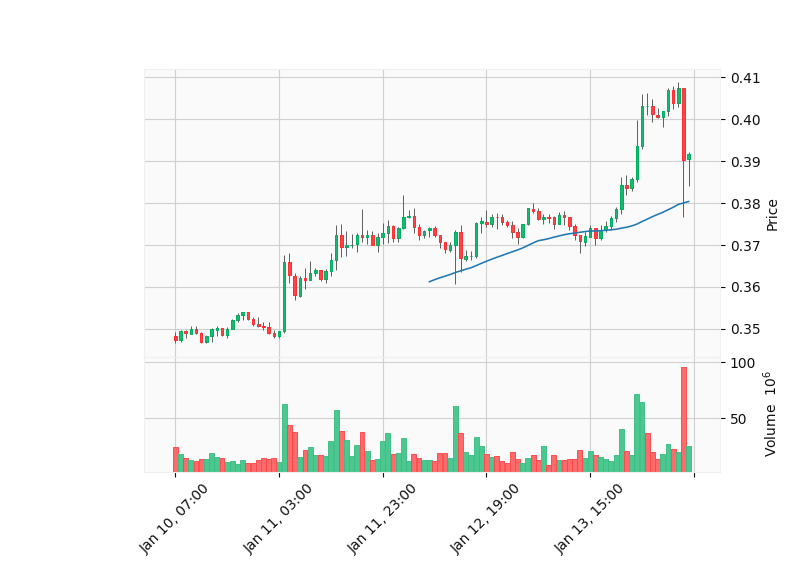 0.41
0.40
0.39
0.38
0.37
0.36
0.35
Price
100
50
Volume 10⁶
Jan 10, 07:00
Jan 11, 03:00
Jan 11, 23:00
Jan 12, 19:00
Jan 13, 15:00